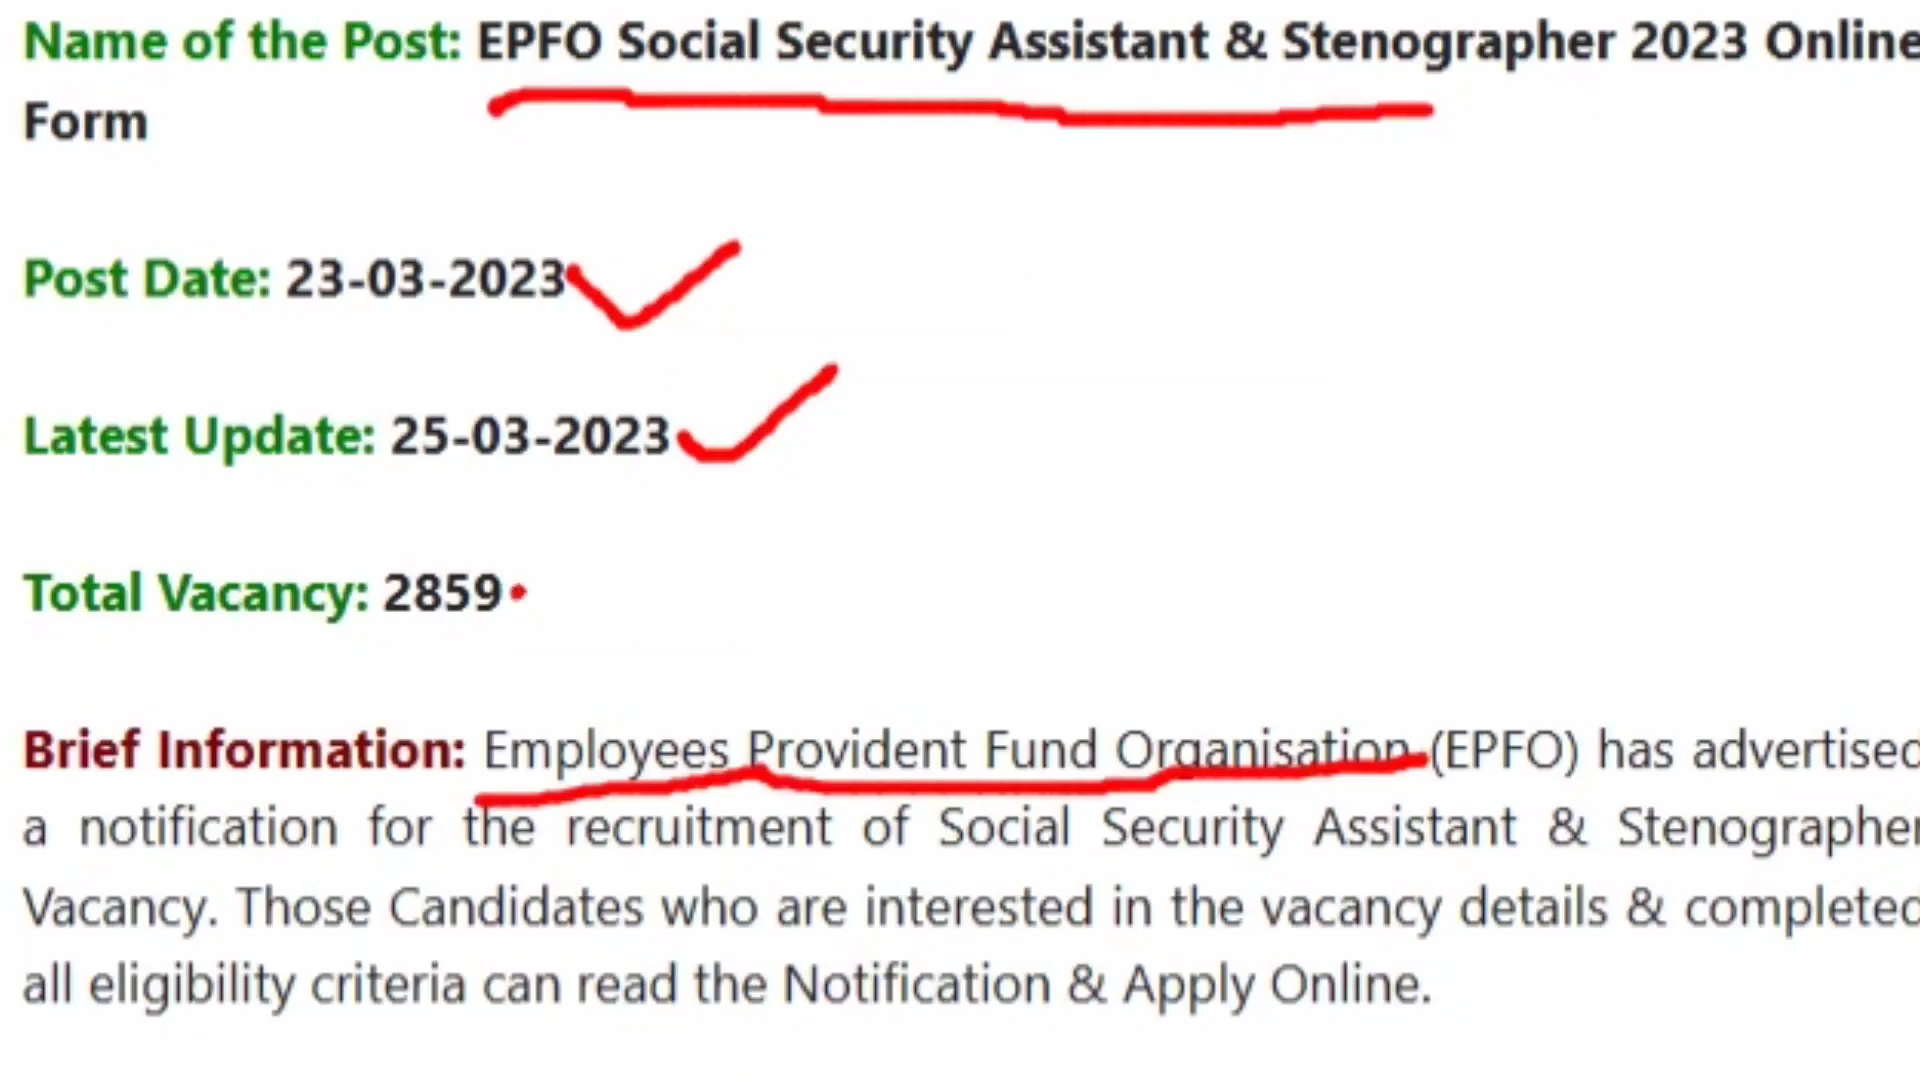 Name of the Post: EPFO Social Security Assistant & Stenographer 2023 Online
Form
Post Date: 23-03-2023
Latest Update: 25-03-2023
Total Vacancy: 2859
Brief Information: Employees Provident Fund Organisation (EPFO) has advertised
a notification for the recruitment of Social Security Assistant & Stenographer
Vacancy. Those Candidates who are interested in the vacancy details & completed
all eligibility criteria can read the Notification & Apply Online.